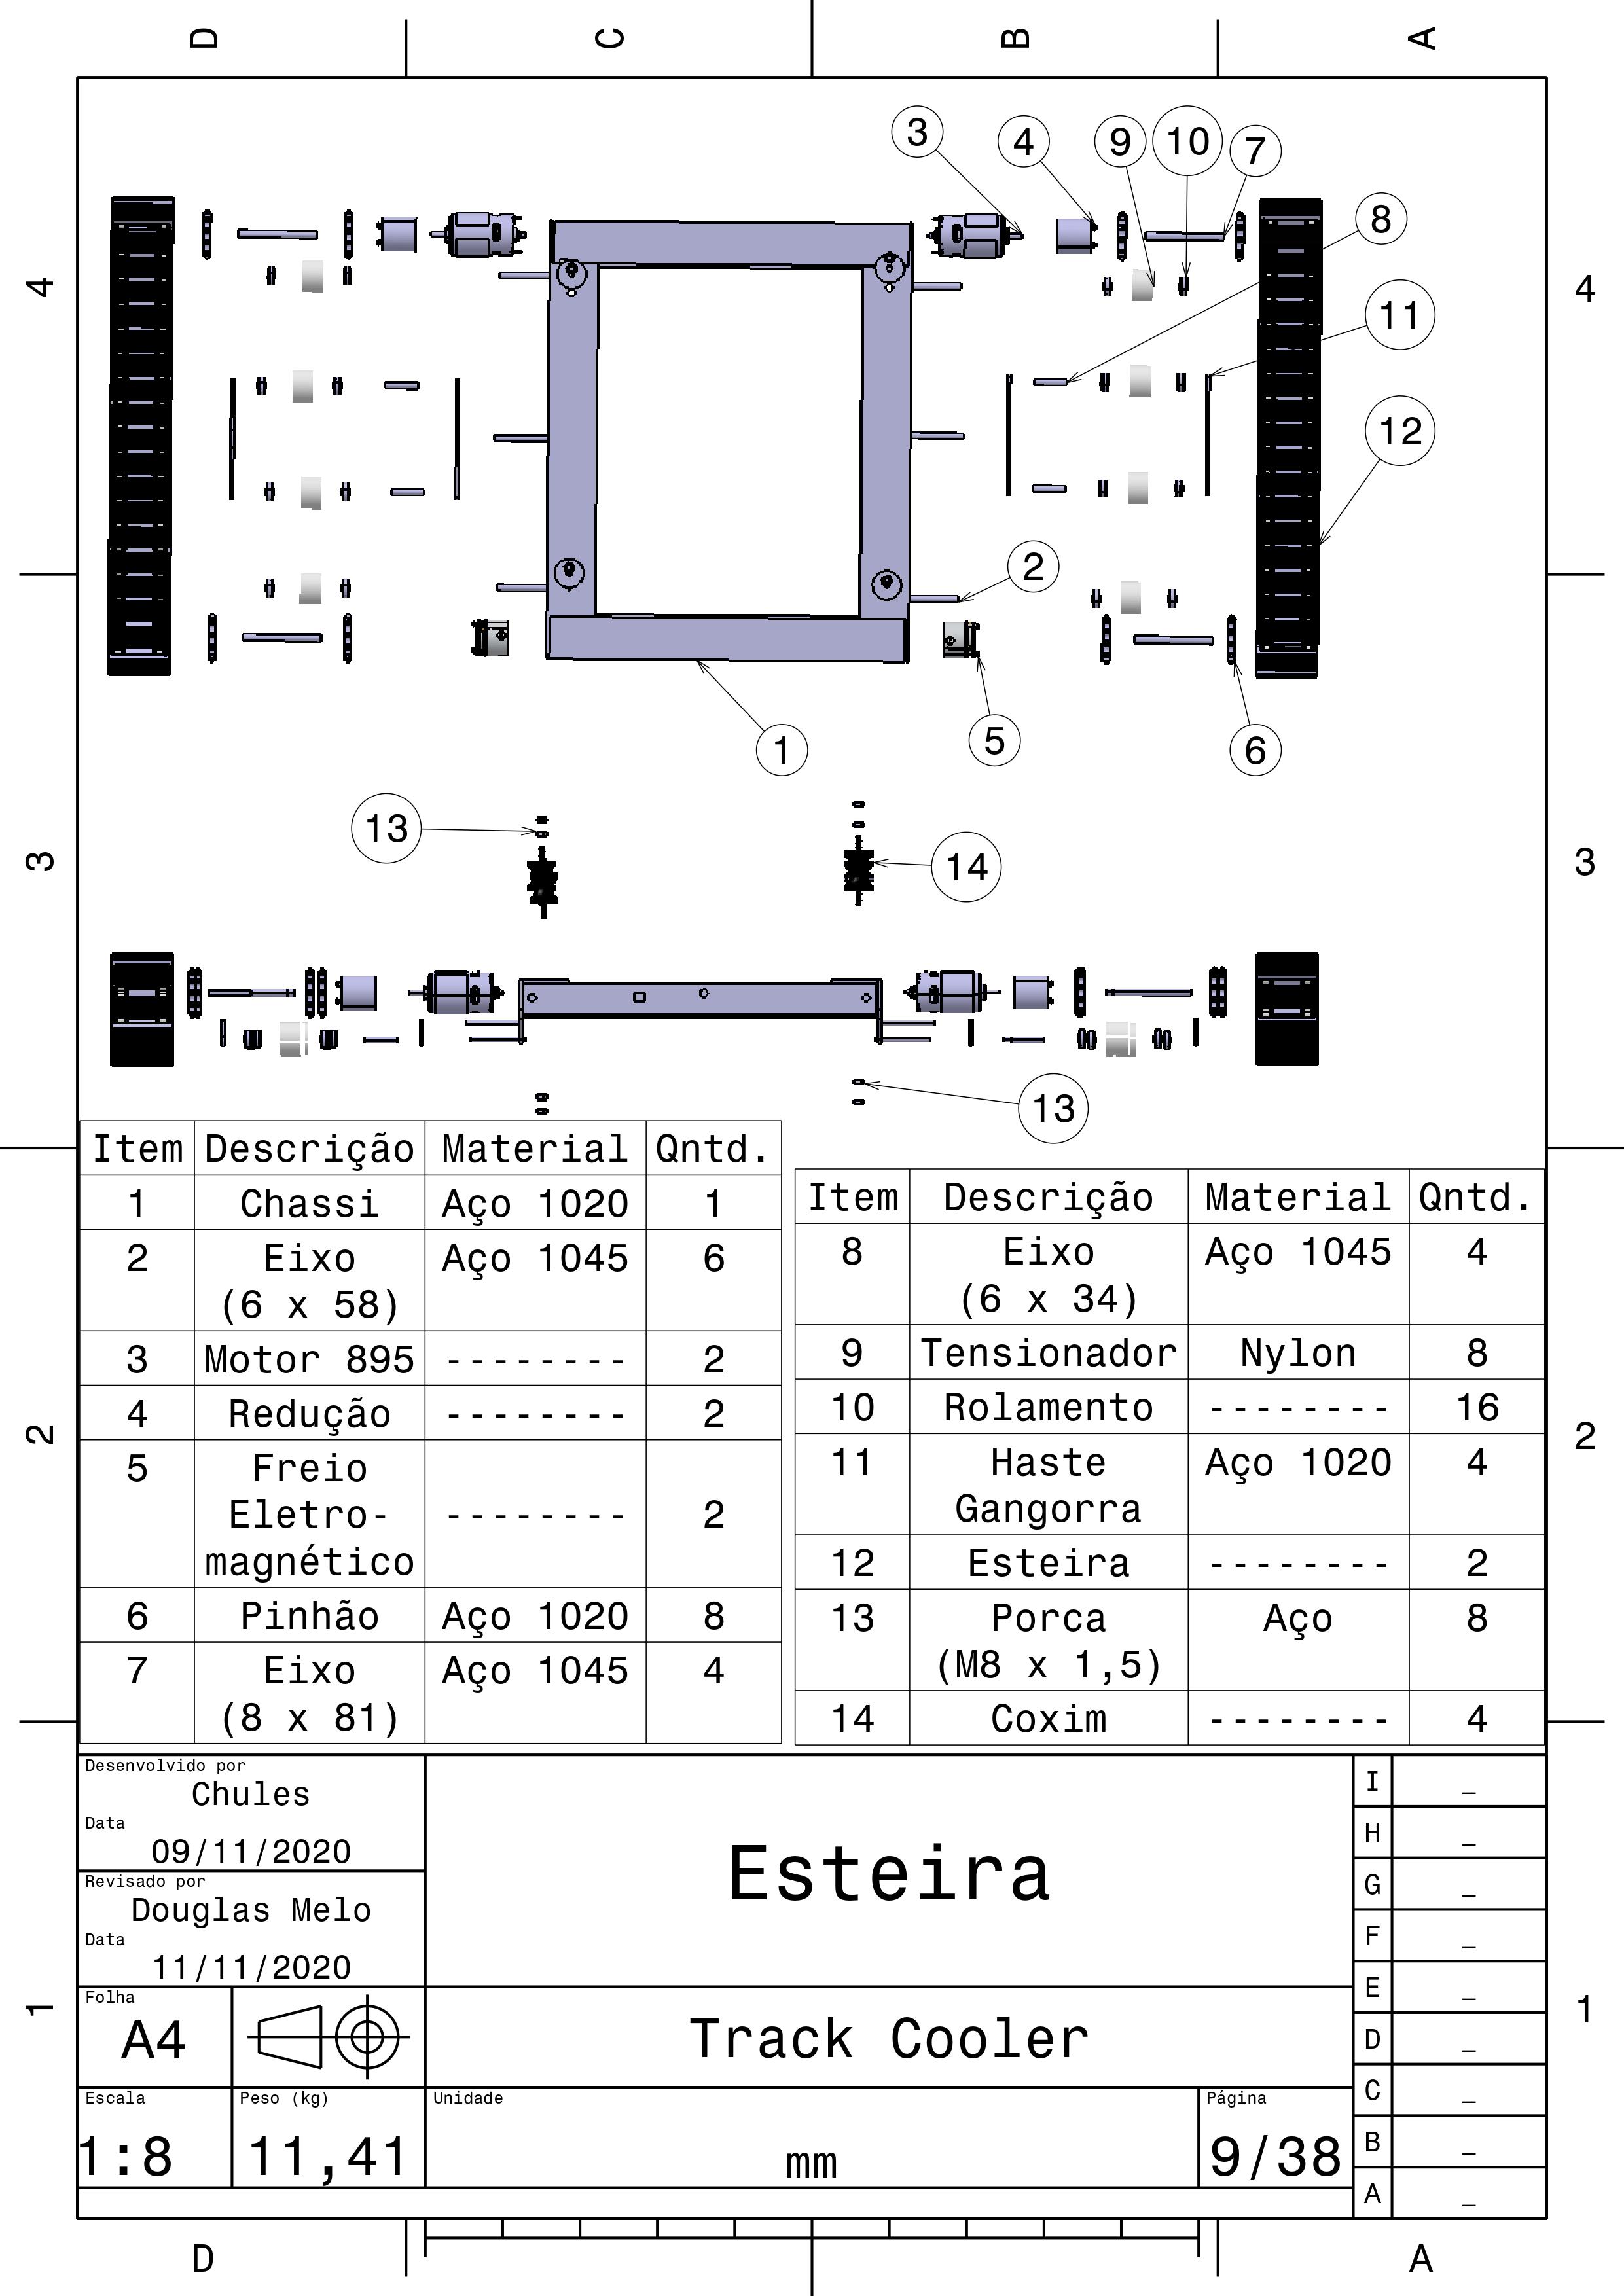 D C B A
3 4 9 10 7
8
4 4
11
12
2
5
1 6
13
14
3 3
13
Item Descrição Material Qntd.
1 Chassi Aço 1020 1
2 Eixo Aço 1045 6
(6 x 58)
3 Motor 895 -------- 2
4 Redução -------- 2
5 Freio
Eletro- -------- 2
magnético
6 Pinhão Aço 1020 8
7 Eixo Aço 1045 4
(8 x 81)
Item Descrição Material Qntd.
8 Eixo Aço 1045 4
(6 x 34)
9 Tensionador Nylon 8
10 Rolamento -------- 16
11 Haste Aço 1020 4
Gangorra
12 Esteira -------- 2
13 Porca Aço 8
(M8 x 1,5)
14 Coxim -------- 4
2 2
Desenvolvido por
Chules
Data
09/11/2020
Revisado por
Douglas Melo
Data
11/11/2020
Esteira
Folha
A4
Track Cooler
Escala
1:8
Peso (kg)
11,41
Unidade
mm
Página
9/38
I _
H _
G _
F _
E _
D _
C _
B _
A _
1 1
D A